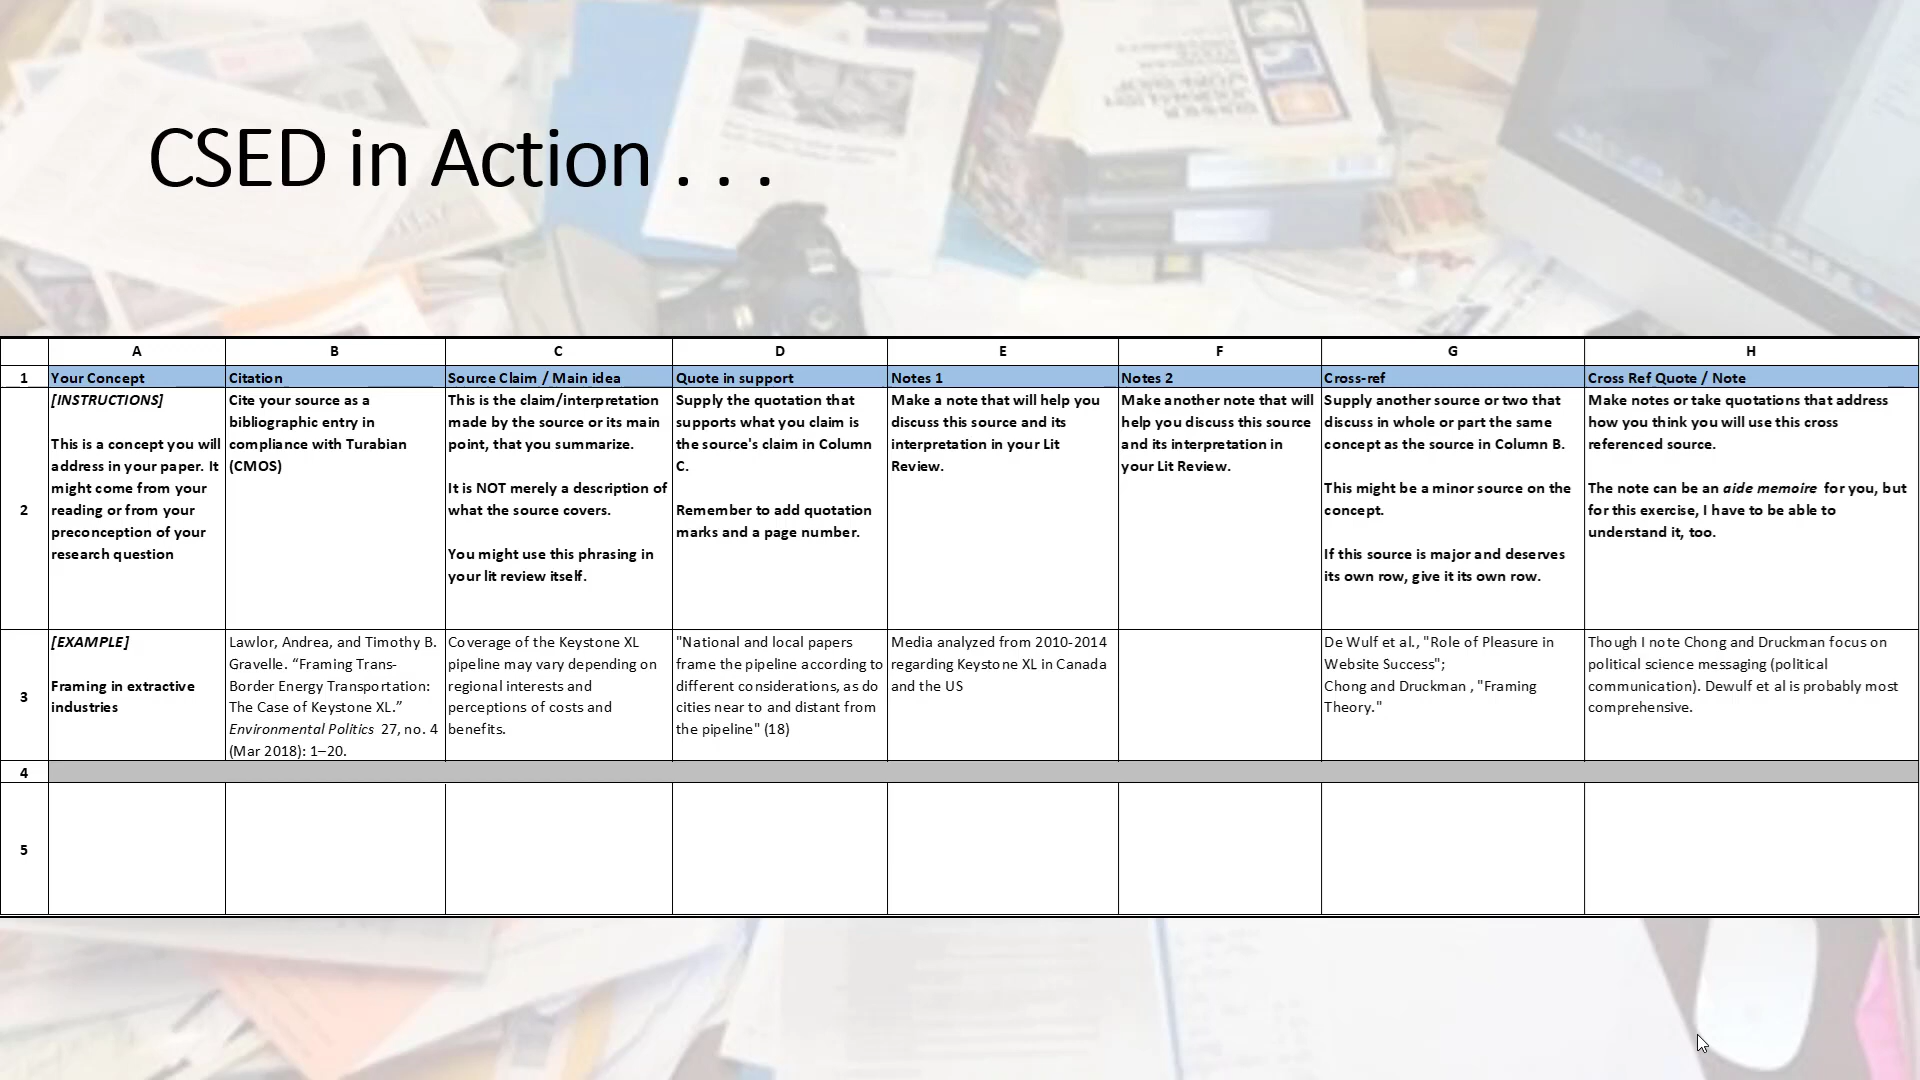 CSED in Action . . .
A B C D E F G H
1 Your Concept Citation Source Claim / Main idea Quote in support Notes 1 Notes 2 Cross-ref Cross Ref Quote / Note
2
[INSTRUCTIONS]
This is a concept you will
address in your paper. It
might come from your
reading or from your
preconception of your
research question
Cite your source as a
bibliographic entry in
compliance with Turabian
(CMOS)
This is the claim/interpretation
made by the source or its main
point, that you summarize.
It is NOT merely a description of
what the source covers.
You might use this phrasing in
your lit review itself.
Supply the quotation that
supports what you claim is
the source's claim in Column
C.
Remember to add quotation
marks and a page number.
Make a note that will help you
discuss this source and its
interpretation in your Lit
Review.
Make another note that will
help you discuss this source
and its interpretation in
your Lit Review.
Supply another source or two that
discuss in whole or part the same
concept as the source in Column B.
This might be a minor source on the
concept.
If this source is major and deserves
its own row, give it its own row.
Make notes or take quotations that address
how you think you will use this cross
referenced source.
The note can be an aide memoire for you, but
for this exercise, I have to be able to
understand it, too.
3
[EXAMPLE]
Framing in extractive
industries
Lawlor, Andrea, and Timothy B.
Gravelle. “Framing Trans-
Border Energy Transportation:
The Case of Keystone XL.”
Environmental Politics 27, no. 4
(Mar 2018): 1–20.
Coverage of the Keystone XL
pipeline may vary depending on
regional interests and
perceptions of costs and
benefits.
"National and local papers
frame the pipeline according to
different considerations, as do
cities near to and distant from
the pipeline" (18)
Media analyzed from 2010-2014
regarding Keystone XL in Canada
and the US
De Wulf et al., "Role of Pleasure in
Website Success";
Chong and Druckman , "Framing
Theory."
Though I note Chong and Druckman focus on
political science messaging (political
communication). Dewulf et al is probably most
comprehensive.
4
5